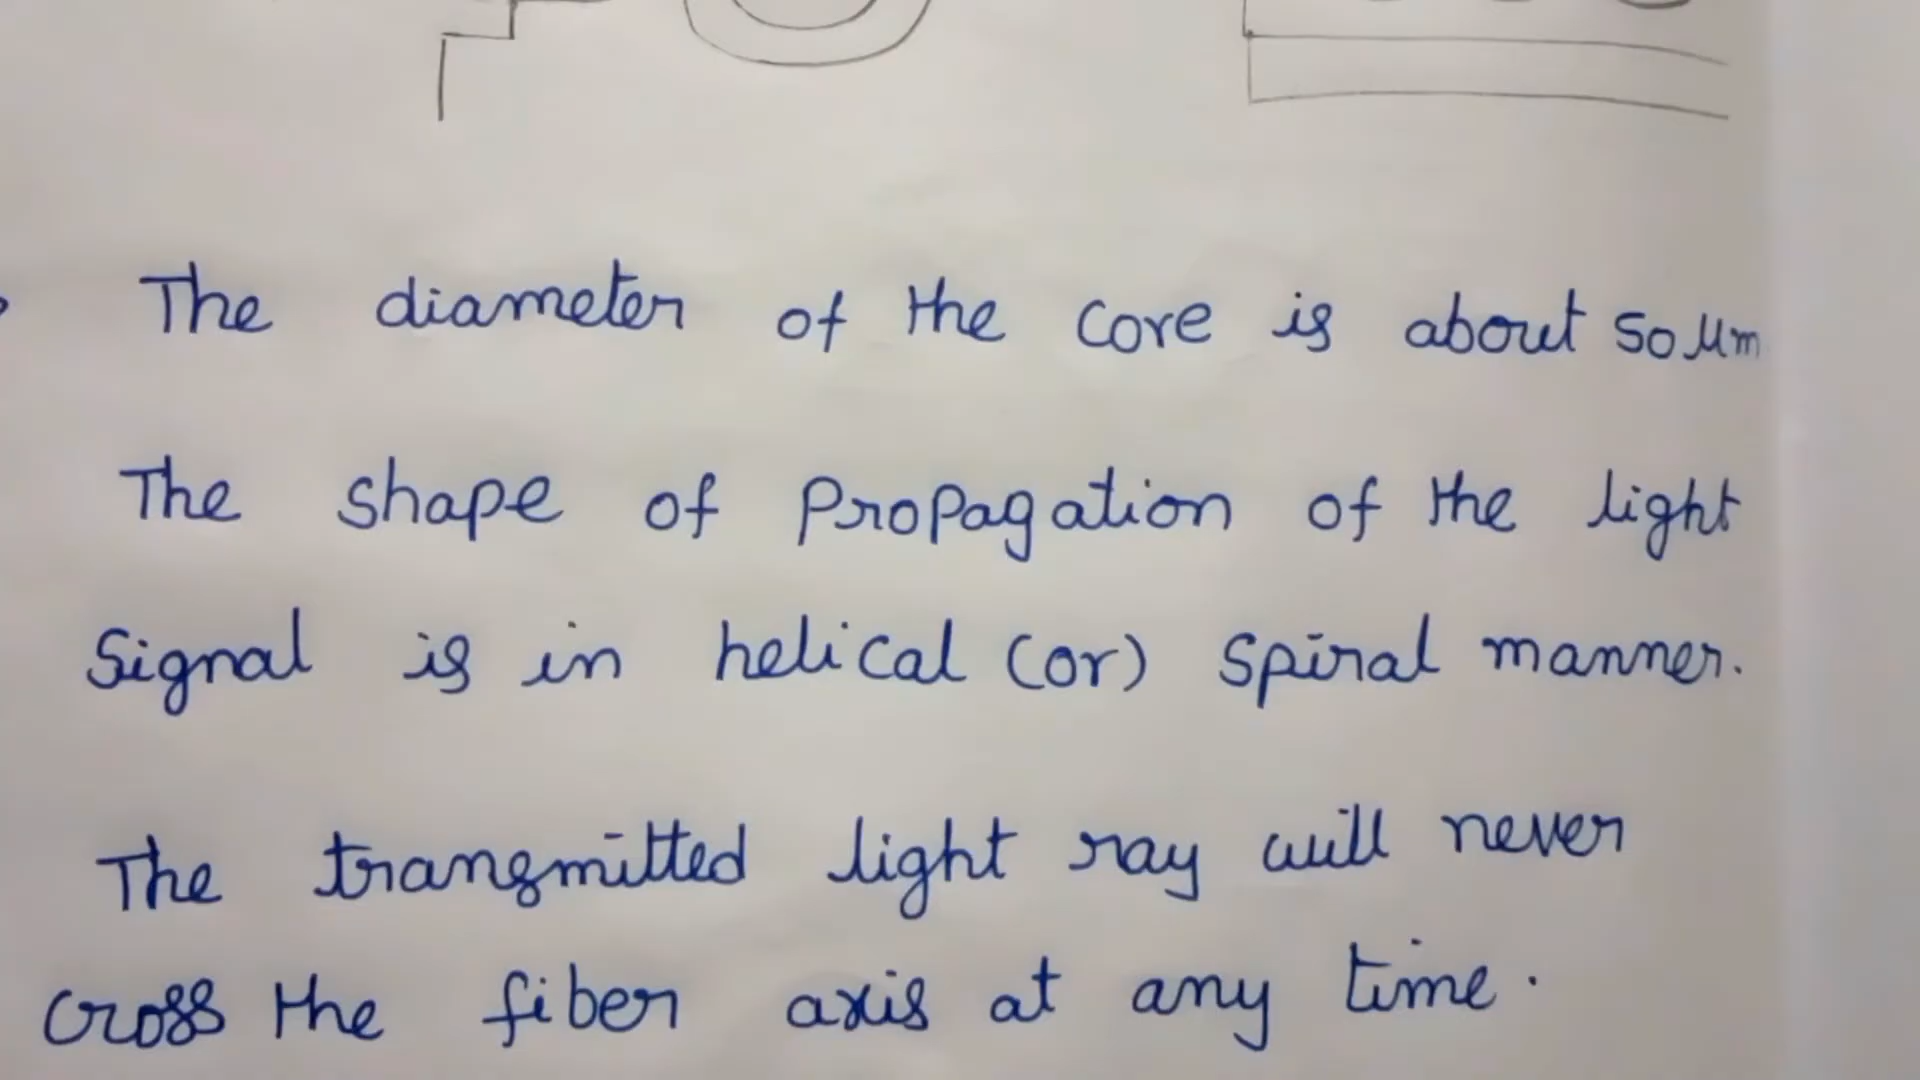 The diameter of the core is about 50 μm
The shape of Propagation of the light
Signal is in helical (or) Spiral manner.
The transmitted light ray will never
cross the fiber axis at any time.